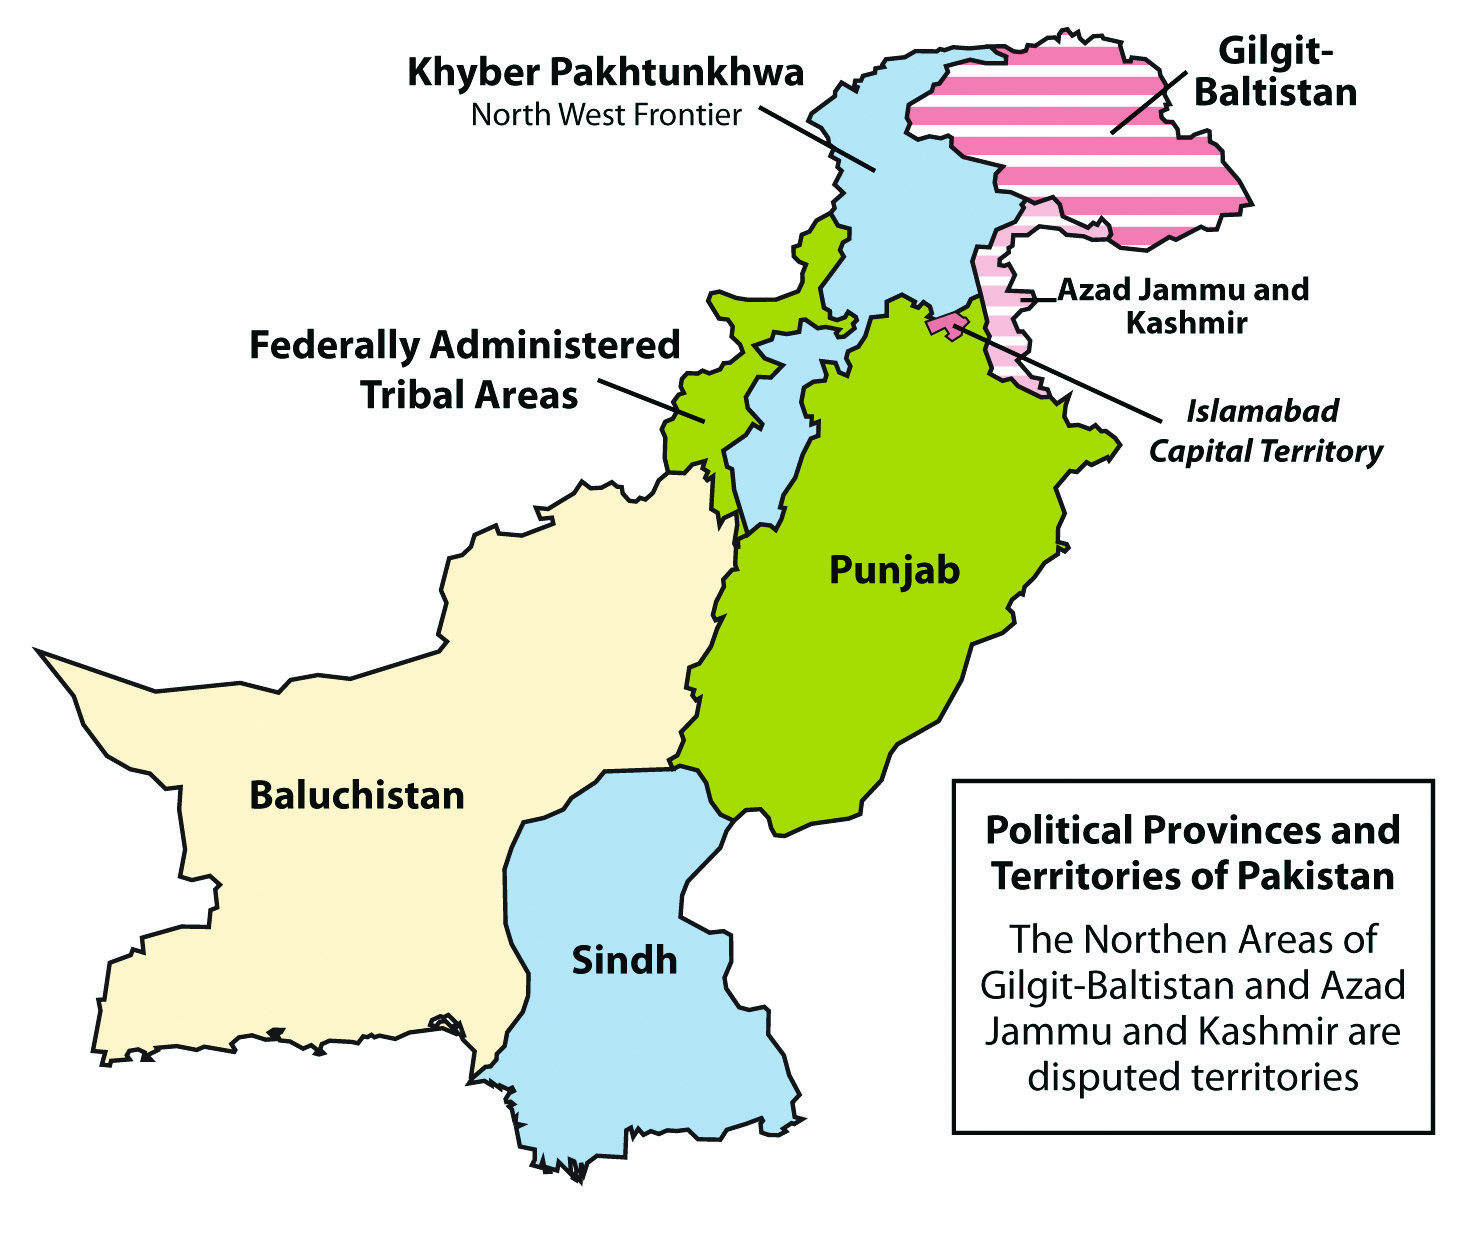 Khyber Pakhtunkhwa
North West Frontier
Gilgit-
Baltistan
Azad Jammu and
Kashmir
Federally Administered
Tribal Areas
Islamabad
Capital Territory
Punjab
Baluchistan
Sindh
Political Provinces and
Territories of Pakistan
The Northen Areas of
Gilgit-Baltistan and Azad
Jammu and Kashmir are
disputed territories